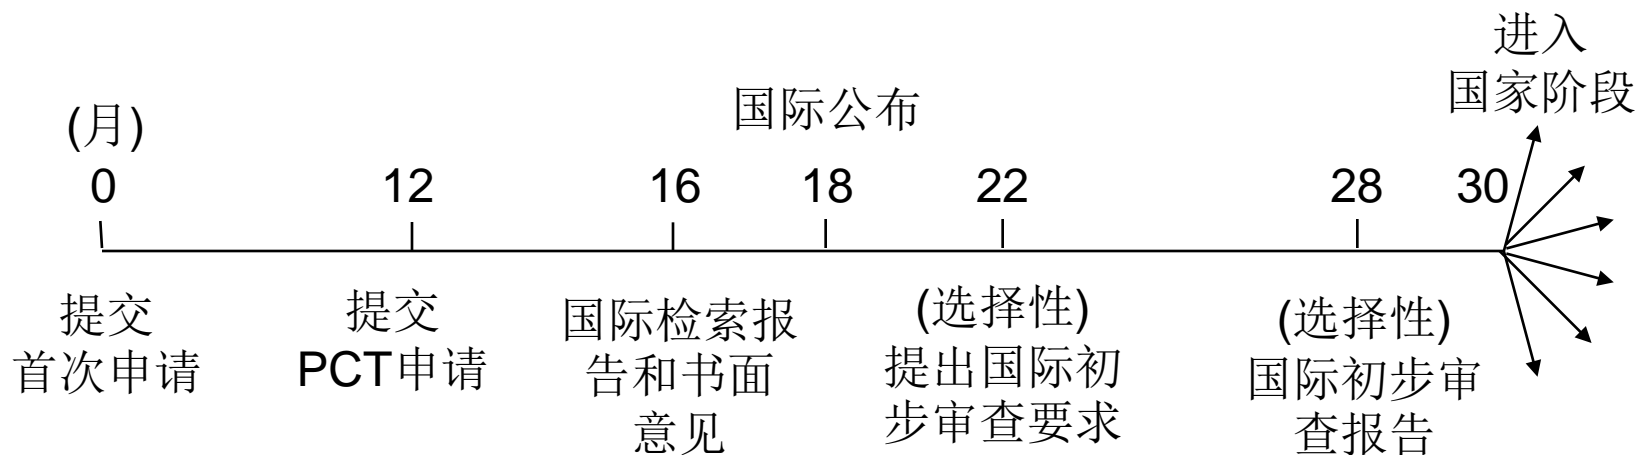 进入
国家阶段
国际公布
(月)
0
12
16
18
22
28
30
提交
首次申请
提交
PCT申请
国际检索报
告和书面
意见
(选择性)
提出国际初
步审查要求
(选择性)
国际初步审
查报告